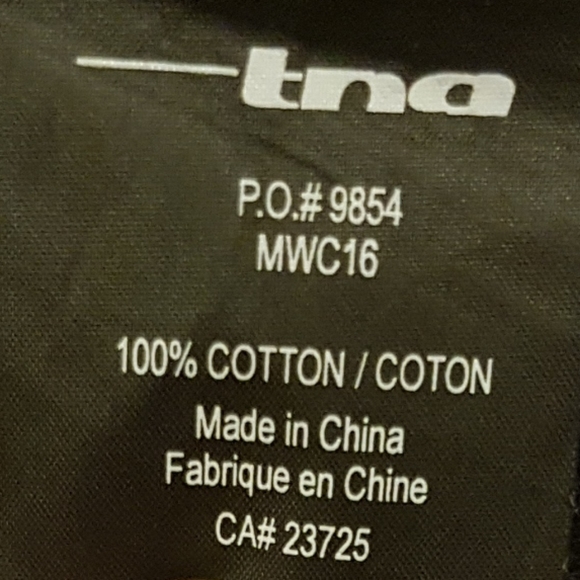 tna
P.O.# 9854
MWC16
100% COTTON / COTON
Made in China
Fabrique en Chine
CA# 23725